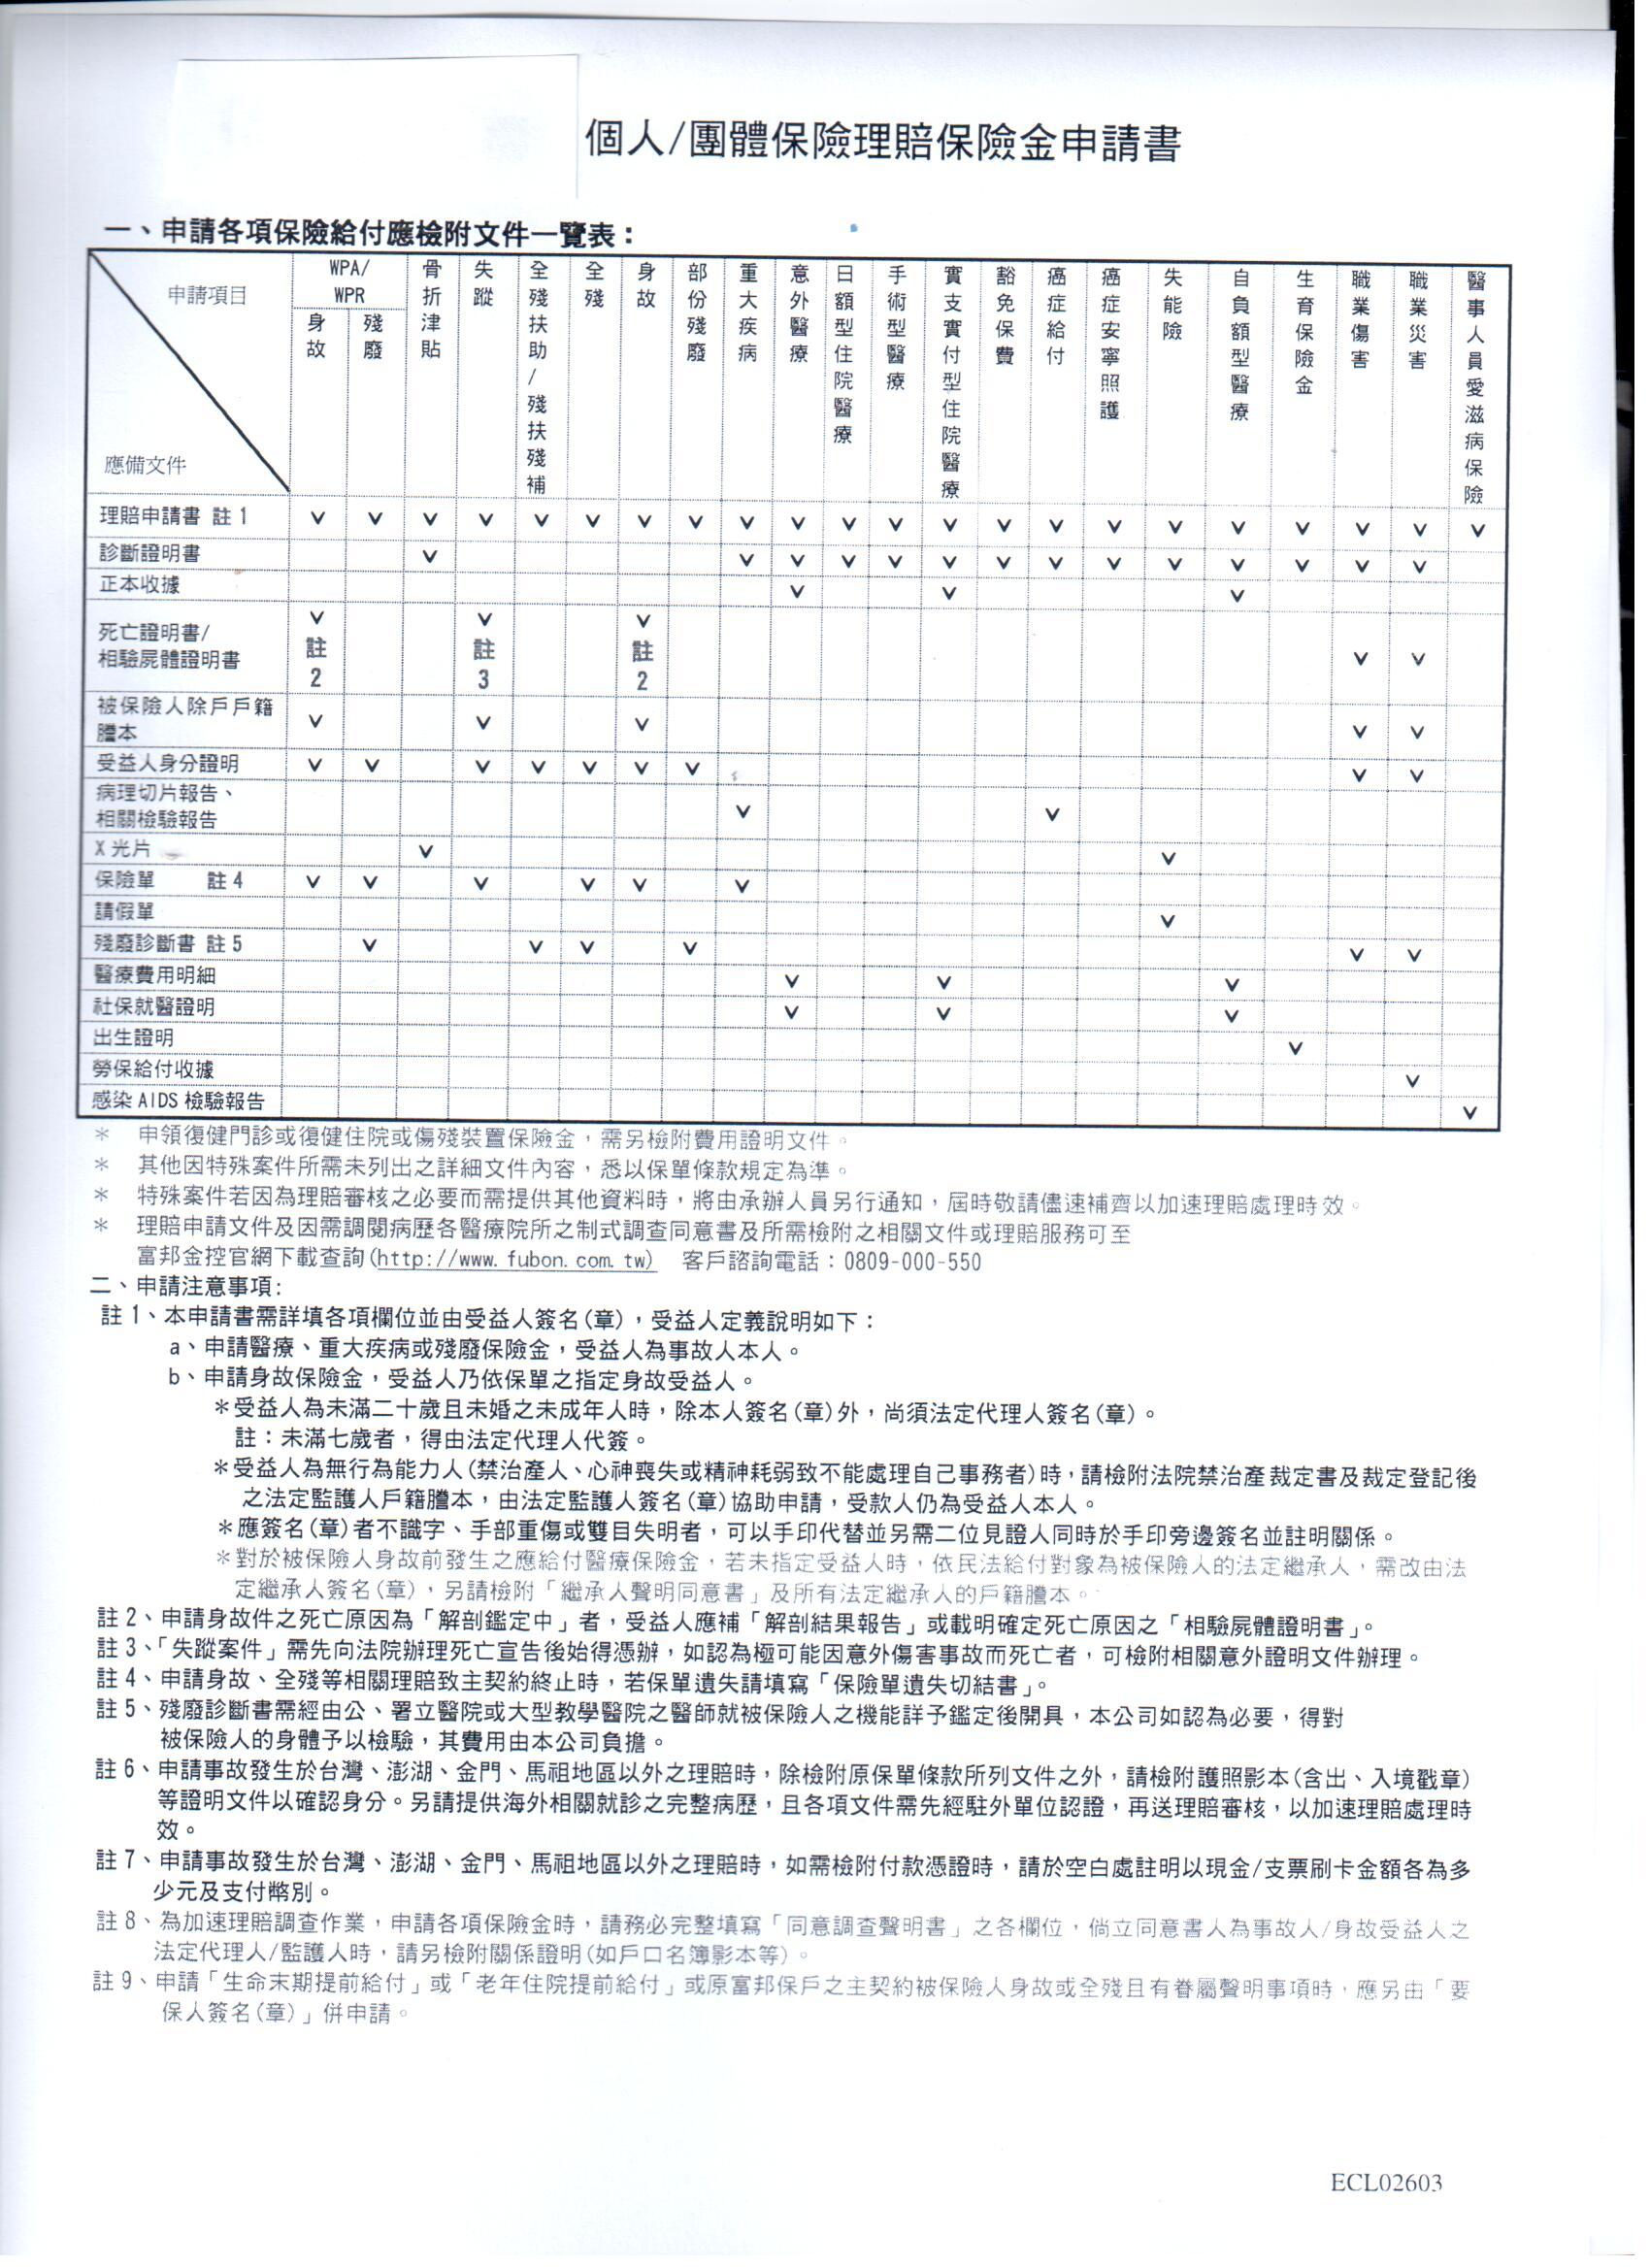 個人/團體保險理賠保險金申請書
一、申請各項保險給付應檢附文件一覽表：
申請項目
應備文件
WPA/
WPR
身故
殘廢
骨折津貼
失蹤
全殘扶助/殘扶殘補
全殘
身故
部份殘廢
重大疾病
意外醫療
日額型住院醫療
手術型醫療
實支實付型住院醫療
豁免保費
癌症給付
癌症安寧照護
失能險
自負額型醫療
生育保險金
職業傷害
職業災害
醫事人員愛滋病保險
理賠申請書 註1 V V V V V V V V V V V V V V V V V V V V V V
診斷證明書 V V V V V V V V V V V V V V
正本收據 V V V
死亡證明書/
相驗屍體證明書 V註2 V註3 V註2 V V
被保險人除戶戶籍
謄本 V V V V V
受益人身分證明 V V V V V V V V V
病理切片報告、
相關檢驗報告 V V
X光片 V V
保險單 註4 V V V V V V
請假單 V
殘廢診斷書 註5 V V V V V V
醫療費用明細 V V V
社保就醫證明 V V V
出生證明 V
勞保給付收據 V
感染AIDS檢驗報告 V
＊ 申領復健門診或復健住院或傷殘裝置保險金，需另檢附費用證明文件。
＊ 其他因特殊案件所需未列出之詳細文件內容，悉以保單條款規定為準。
＊ 特殊案件若因為理賠審核之必要而需提供其他資料時，將由承辦人員另行通知，屆時敬請儘速補齊以加速理賠處理時效。
＊ 理賠申請文件及因需調閱病歷各醫療院所之制式調查同意書及所需檢附之相關文件或理賠服務可至
富邦金控官網下載查詢(http://www.fubon.com.tw) 客戶諮詢電話：0809-000-550
二、申請注意事項:
註1、本申請書需詳填各項欄位並由受益人簽名(章)，受益人定義說明如下：
a、申請醫療、重大疾病或殘廢保險金，受益人為事故人本人。
b、申請身故保險金，受益人乃依保單之指定身故受益人。
＊受益人為未滿二十歲且未婚之未成年人時，除本人簽名(章)外，尚須法定代理人簽名(章)。
註：未滿七歲者，得由法定代理人代簽。
＊受益人為無行為能力人(禁治產人、心神喪失或精神耗弱致不能處理自己事務者)時，請檢附法院禁治產裁定書及裁定登記後
之法定監護人戶籍謄本，由法定監護人簽名(章)協助申請，受款人仍為受益人本人。
＊應簽名(章)者不識字、手部重傷或雙目失明者，可以手印代替並另需二位見證人同時於手印旁邊簽名並註明關係。
＊對於被保險人身故前發生之應給付醫療保險金，若未指定受益人時，依民法給付對象為被保險人的法定繼承人，需改由法
定繼承人簽名(章)，另請檢附「繼承人聲明同意書」及所有法定繼承人的戶籍謄本。
註2、申請身故件之死亡原因為「解剖鑑定中」者，受益人應補「解剖結果報告」或載明確定死亡原因之「相驗屍體證明書」。
註3、「失蹤案件」需先向法院辦理死亡宣告後始得憑辦，如認為極可能因意外傷害事故而死亡者，可檢附相關意外證明文件辦理。
註4、申請身故、全殘等相關理賠致主契約終止時，若保單遺失請填寫「保險單遺失切結書」。
註5、殘廢診斷書需經由公、署立醫院或大型教學醫院之醫師就被保險人之機能詳予鑑定後開具，本公司如認為必要，得對
被保險人的身體予以檢驗，其費用由本公司負擔。
註6、申請事故發生於台灣、澎湖、金門、馬祖地區以外之理賠時，除檢附原保單條款所列文件之外，請檢附護照影本(含出、入境戳章)
等證明文件以確認身分。另請提供海外相關就診之完整病歷，且各項文件需先經駐外單位認證，再送理賠審核，以加速理賠處理時
效。
註7、申請事故發生於台灣、澎湖、金門、馬祖地區以外之理賠時，如需檢附付款憑證時，請於空白處註明以現金/支票刷卡金額各為多
少元及支付幣別。
註8、為加速理賠調查作業，申請各項保險金時，請務必完整填寫「同意調查聲明書」之各欄位，倘立同意書人為事故人/身故受益人之
法定代理人/監護人時，請另檢附關係證明(如戶口名簿影本等)。
註9、申請「生命末期提前給付」或「老年住院提前給付」或原富邦保戶之主契約被保險人身故或全殘且有眷屬聲明事項時，應另由「要
保人簽名(章)」併申請。
ECL02603